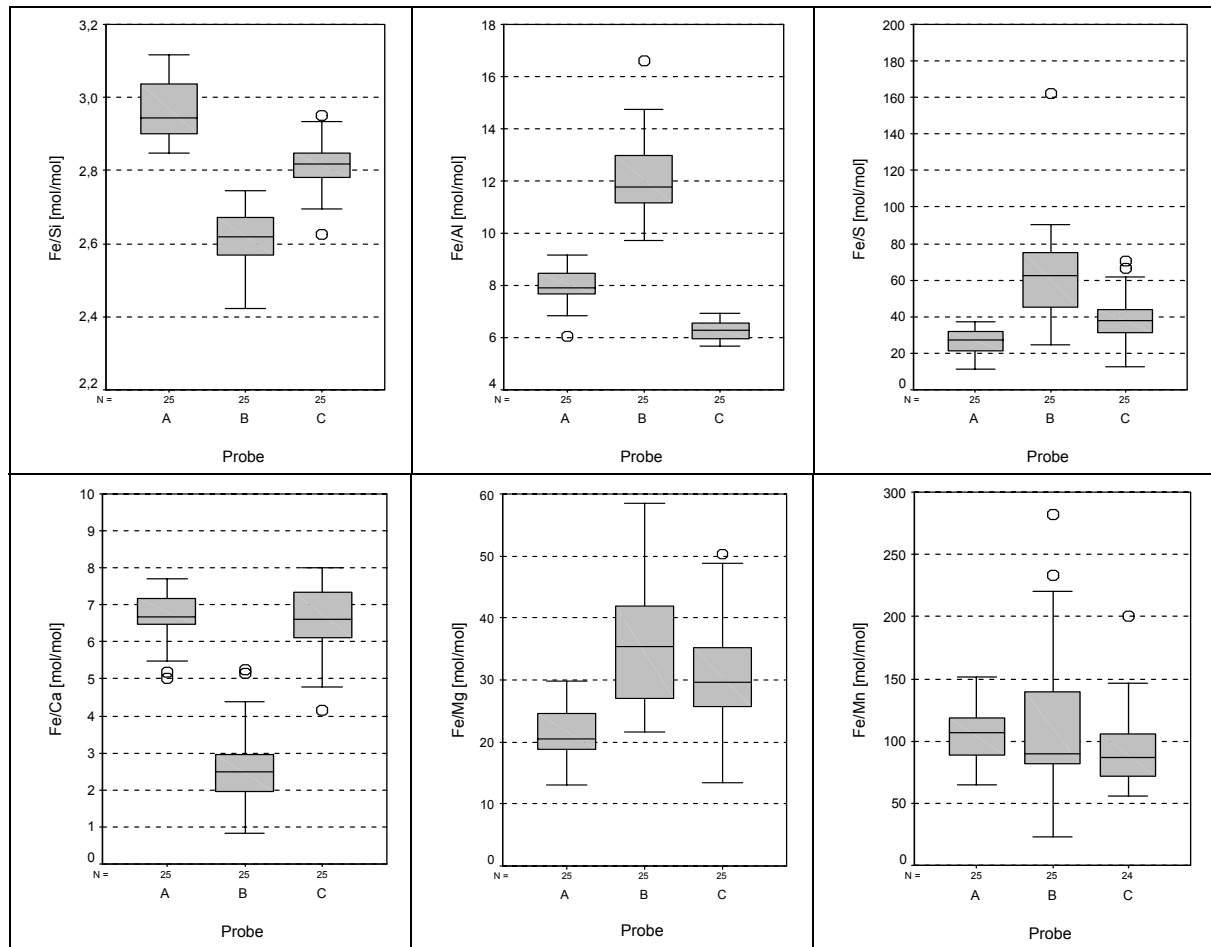 3,2
3,0
2,8
2,6
2,4
2,2
Fe/Si [mol/mol]
N = 25 25 25
A B C
Probe
18
16
14
12
10
8
6
4
Fe/Al [mol/mol]
N = 25 25 25
A B C
Probe
200
180
160
140
120
100
80
60
40
20
0
Fe/S [mol/mol]
N = 25 25 25
A B C
Probe
10
9
8
7
6
5
4
3
2
1
0
Fe/Ca [mol/mol]
N = 25 25 25
A B C
Probe
60
50
40
30
20
10
0
Fe/Mg [mol/mol]
N = 25 25 25
A B C
Probe
300
250
200
150
100
50
0
Fe/Mn [mol/mol]
N = 25 25 24
A B C
Probe